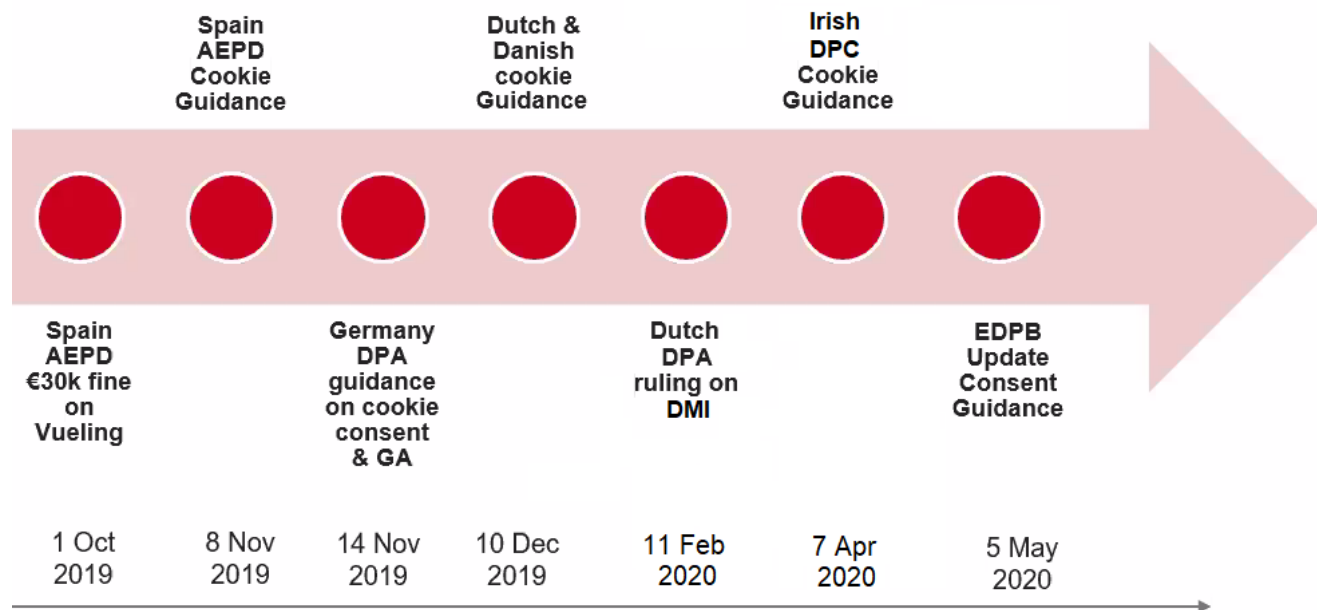 Spain
AEPD
Cookie
Guidance
Dutch &
Danish
cookie
Guidance
Irish
DPC
Cookie
Guidance
Spain
AEPD
€30k fine
on
Vueling
Germany
DPA
guidance
on cookie
consent
& GA
Dutch
DPA
ruling on
DMI
EDPB
Update
Consent
Guidance
1 Oct
2019
8 Nov
2019
14 Nov
2019
10 Dec
2019
11 Feb
2020
7 Apr
2020
5 May
2020